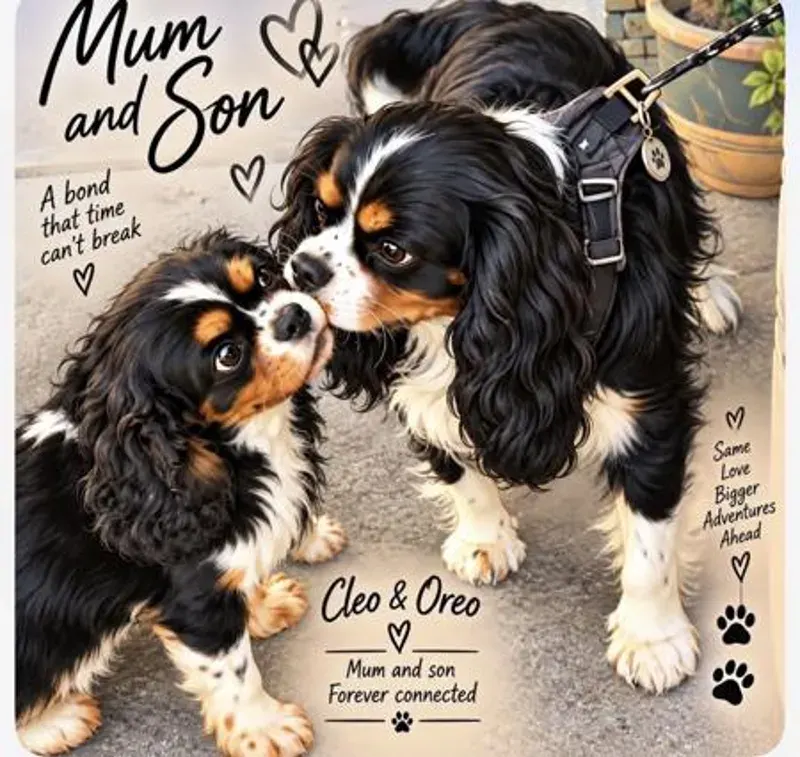 Mum
and Son
A bond
that time
can't break
Same
Love
Bigger
Adventures
Ahead
Cleo & Oreo
Mum and son
Forever connected